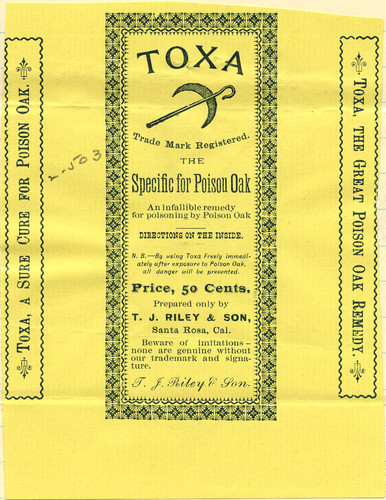 Toxa, a Sure Cure for Poison Oak.
2-503
TOXA
Trade Mark Registered.
THE
Specific for Poison Oak
An infallible remedy
for poisoning by Poison Oak
DIRECTIONS ON THE INSIDE.
N. B.—By using Toxa Freely immedi-
ately after exposure to Poison Oak,
all danger will be prevented.
Price, 50 Cents.
Prepared only by
T. J. RILEY & SON,
Santa Rosa, Cal.
Beware of imitations—
none are genuine without
our trademark and signa-
ture.
T. J. Riley & Son.
Toxa, the Great Poison Oak Remedy.